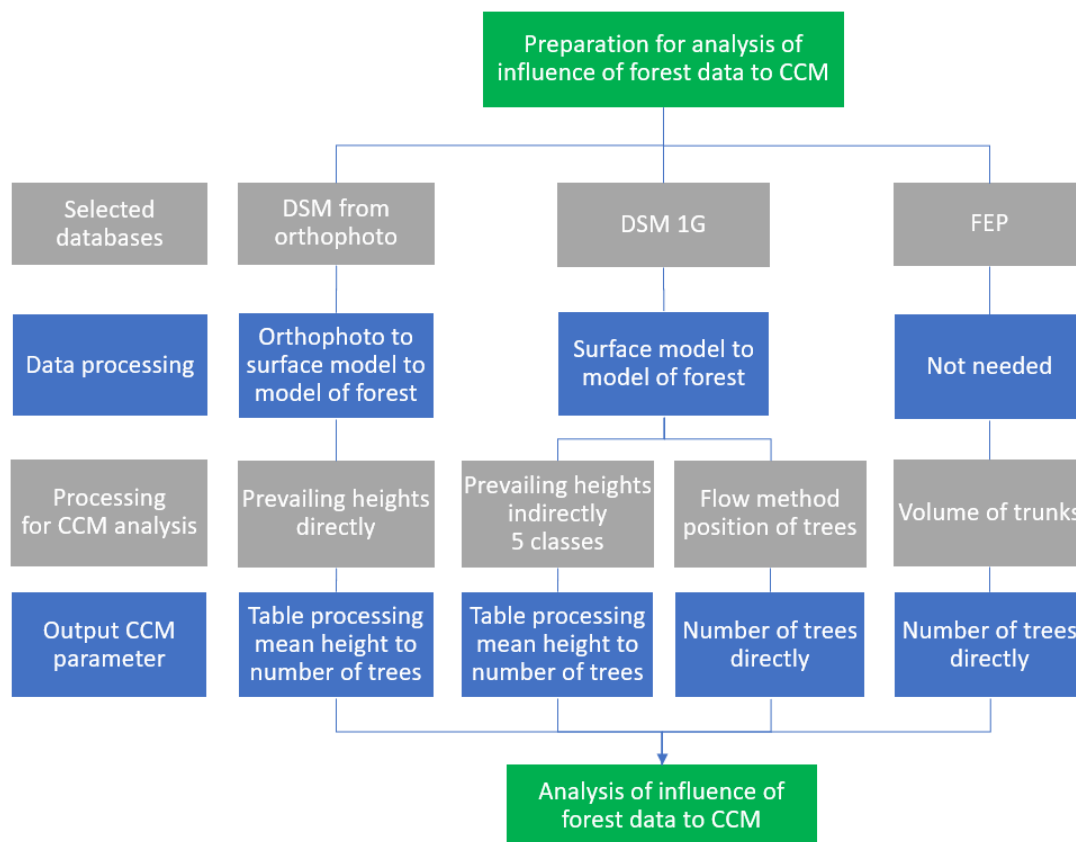 Preparation for analysis of
influence of forest data to CCM
Selected
databases
DSM from
orthophoto
DSM 1G
FEP
Data processing
Orthophoto to
surface model to
model of forest
Surface model to
model of forest
Not needed
Processing
for CCM analysis
Prevailing heights
directly
Prevailing heights
indirectly
5 classes
Flow method
position of trees
Volume of trunks
Output CCM
parameter
Table processing
mean height to
number of trees
Table processing
mean height to
number of trees
Number of trees
directly
Number of trees
directly
Analysis of influence of
forest data to CCM